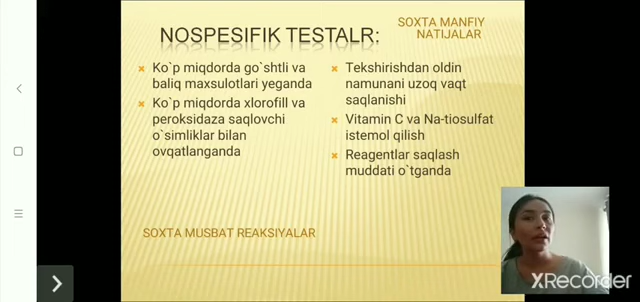 NOSPESIFIK TESTALR:
SOXTA MANFIY
NATIJALAR
Ko`p miqdorda go`shtli va
baliq maxsulotlari yeganda
Ko`p miqdorda xlorofill va
peroksidaza saqlovchi
o`simliklar bilan
ovqatlanganda
Tekshirishdan oldin
namunani uzoq vaqt
saqlanishi
Vitamin C va Na-tiosulfat
istemol qilish
Reagentlar saqlash
muddati o`tganda
SOXTA MUSBAT REAKSIYALAR
XRecorder